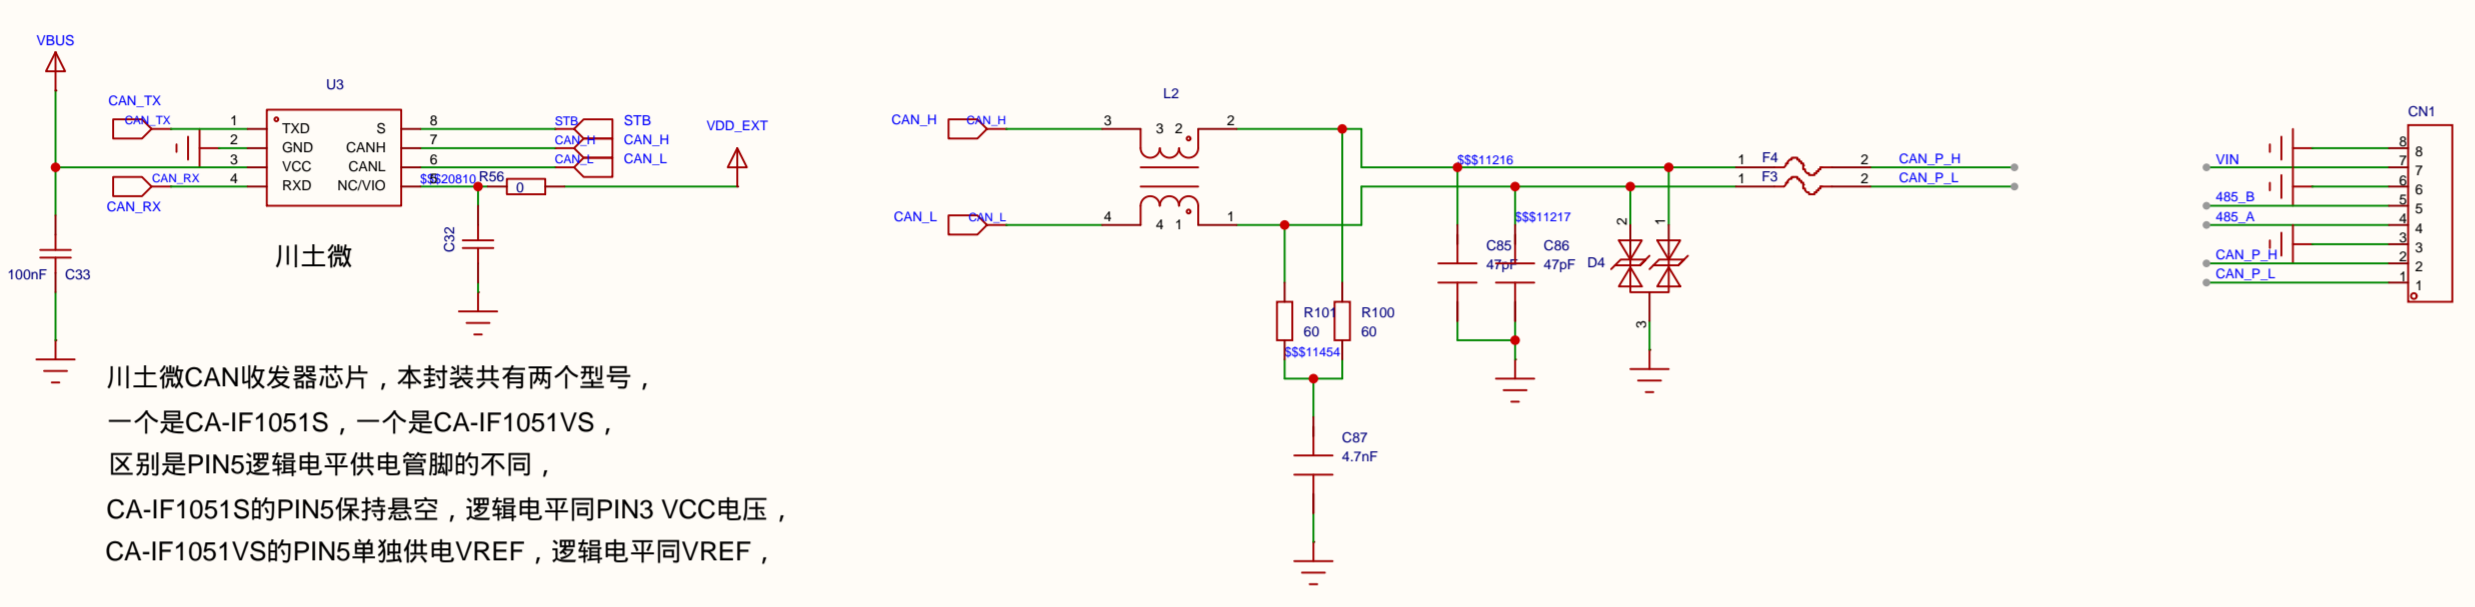 VBUS
CAN_TX
CAN_TX
CAN_RX
CAN_RX
100nF C33
U3
1 TXD
2 GND
3 VCC
4 RXD
S 8
CANH 7
CANL 6
NC/VIO 5
STB STB
CAN_H CAN_H
CAN_L CAN_L
$$$20810
R56
0
VDD_EXT
C32
川土微
川土微CAN收发器芯片，本封装共有两个型号，
一个是CA-IF1051S，一个是CA-IF1051VS，
区别是PIN5逻辑电平供电管脚的不同，
CA-IF1051S的PIN5保持悬空，逻辑电平同PIN3 VCC电压，
CA-IF1051VS的PIN5单独供电VREF，逻辑电平同VREF，
L2
CAN_H CAN_H 3 3 2 2
CAN_L CAN_L 4 4 1 1
R101
60
R100
60
$$$11454
C87
4.7nF
$$$11216
$$$11217
C85
47pF
C86
47pF
D4
2
1
3
1 F4 2 CAN_P_H
1 F3 2 CAN_P_L
CN1
8 8
VIN 7 7
6 6
485_B 5 5
485_A 4 4
3 3
CAN_P_H 2 2
CAN_P_L 1 1